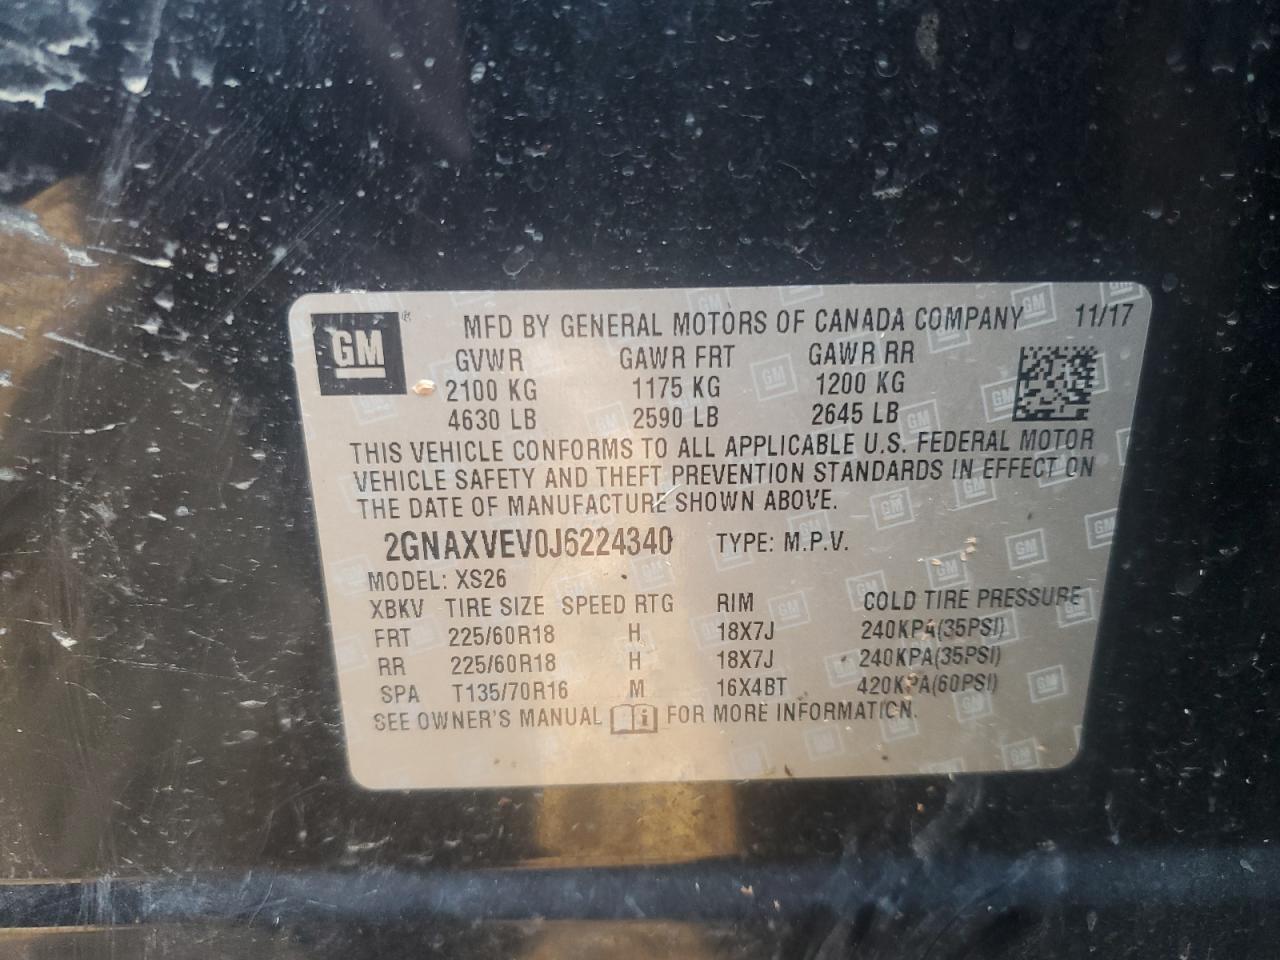 GM ® MFD BY GENERAL MOTORS OF CANADA COMPANY 11/17
GVWR GAWR FRT GAWR RR
2100 KG 1175 KG 1200 KG
4630 LB 2590 LB 2645 LB
THIS VEHICLE CONFORMS TO ALL APPLICABLE U.S. FEDERAL MOTOR
VEHICLE SAFETY AND THEFT PREVENTION STANDARDS IN EFFECT ON
THE DATE OF MANUFACTURE SHOWN ABOVE.
2GNAXVEV0J6224340 TYPE: M.P.V.
MODEL: XS26
XBKV TIRE SIZE SPEED RTG RIM COLD TIRE PRESSURE
FRT 225/60R18 H 18X7J 240KPA(35PSI)
RR 225/60R18 H 18X7J 240KPA(35PSI)
SPA T135/70R16 M 16X4BT 420KPA(60PSI)
SEE OWNER'S MANUAL i FOR MORE INFORMATION.